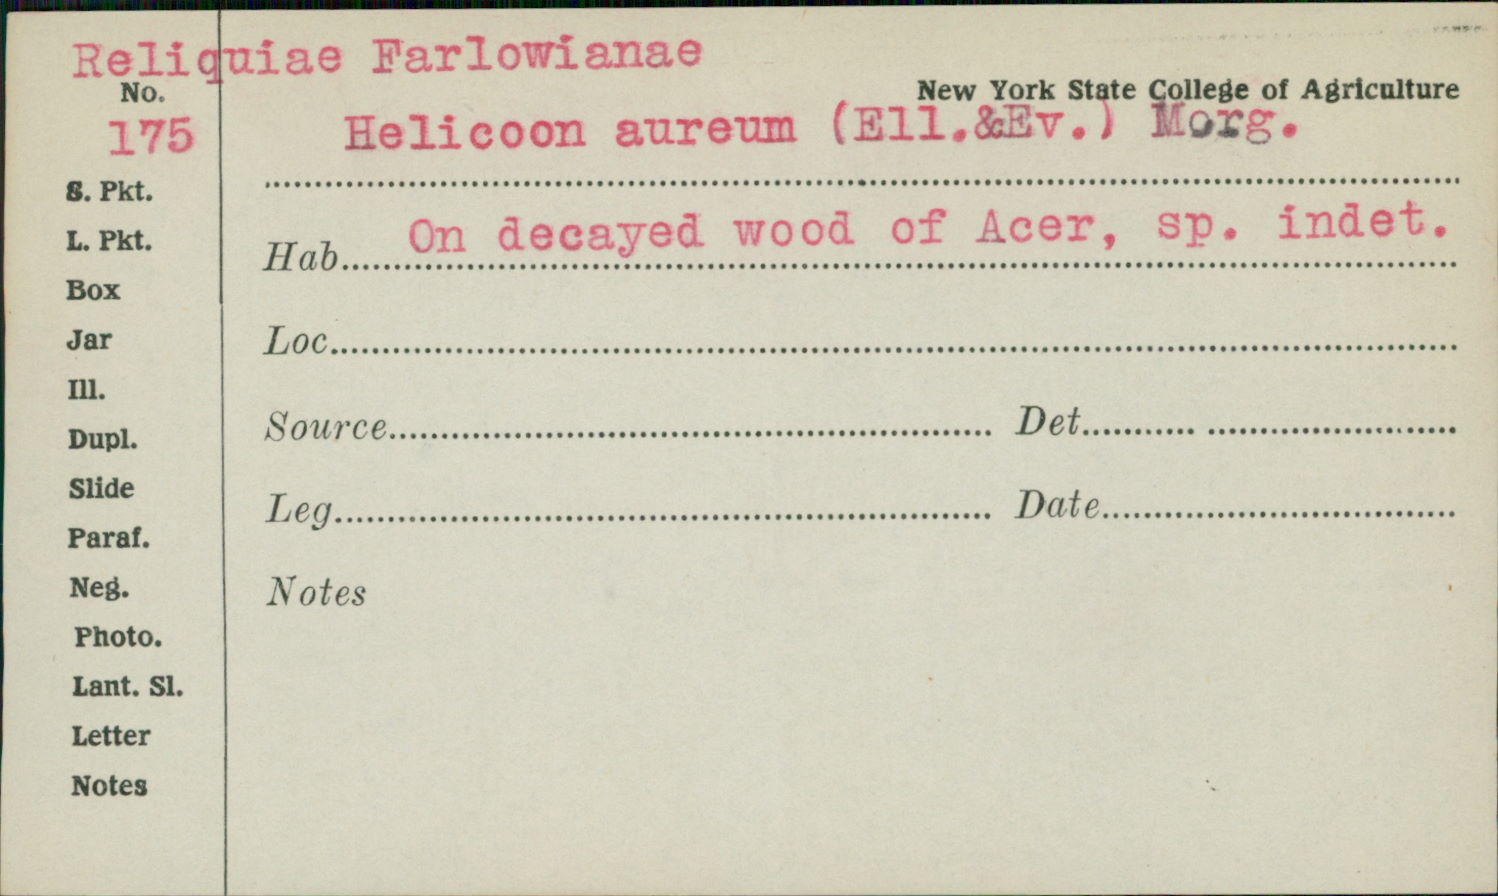 Reliquiae Farlowianae
No.
New York State College of Agriculture
175
Helicoon aureum (Ell.&Ev.) Morg.
S. Pkt.
L. Pkt.
Hab. On decayed wood of Acer, sp. indet.
Box
Jar
Loc.
Ill.
Dupl.
Source Det.
Slide
Leg. Date
Paraf.
Neg.
Notes
Photo.
Lant. Sl.
Letter
Notes